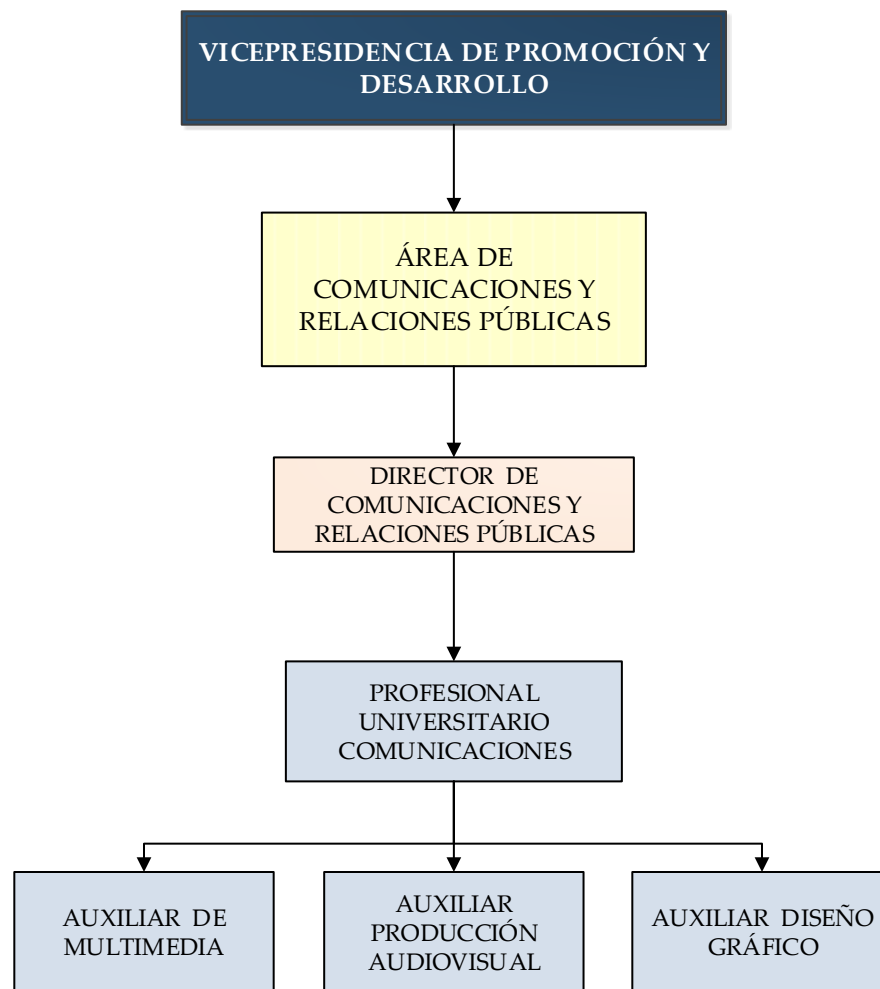 VICEPRESIDENCIA DE PROMOCIÓN Y
DESARROLLO
ÁREA DE
COMUNICACIONES Y
RELACIONES PÚBLICAS
DIRECTOR DE
COMUNICACIONES Y
RELACIONES PÚBLICAS
PROFESIONAL
UNIVERSITARIO
COMUNICACIONES
AUXILIAR DE
MULTIMEDIA
AUXILIAR
PRODUCCIÓN
AUDIOVISUAL
AUXILIAR DISEÑO
GRÁFICO